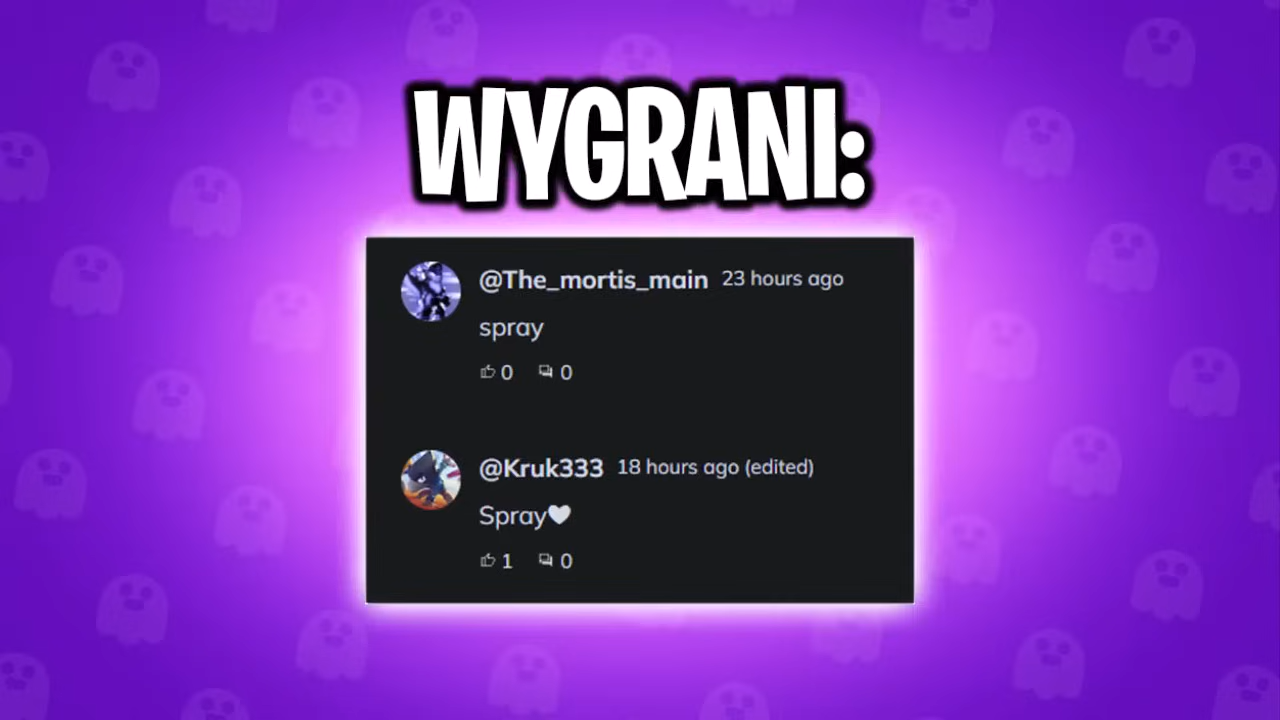 WYGRANI:
@The_mortis_main 23 hours ago
spray
0 0
@Kruk333 18 hours ago (edited)
Spray🤍
1 0